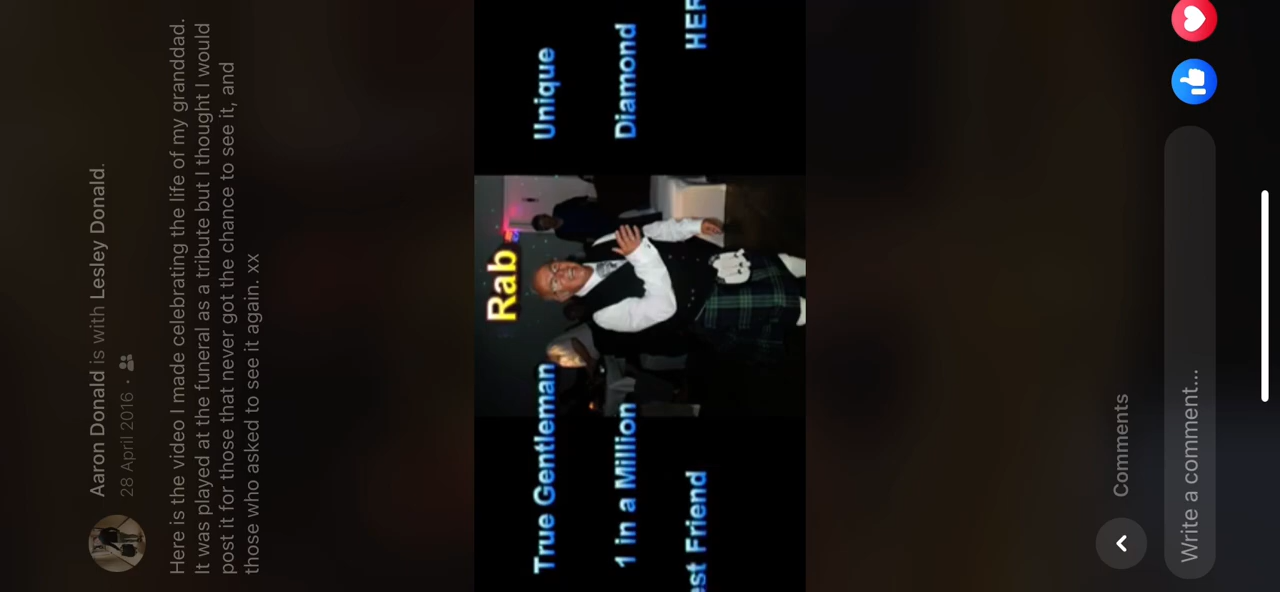 Aaron Donald is with Lesley Donald.
28 April 2016 ·
Here is the video I made celebrating the life of my granddad.
It was played at the funeral as a tribute but I thought I would
post it for those that never got the chance to see it, and
those who asked to see it again. xx
Rab
True Gentleman
Unique
1 in a Million
Diamond
est Friend
HER
Comments
Write a comment...